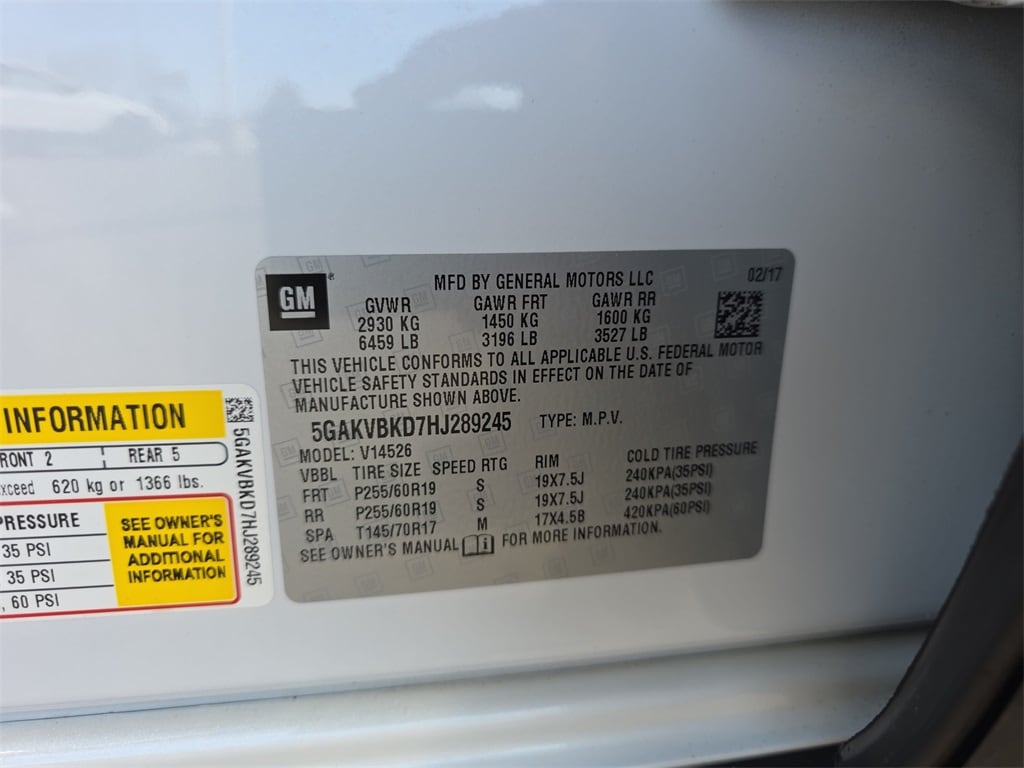 GM
MFD BY GENERAL MOTORS LLC 02/17
GVWR GAWR FRT GAWR RR
2930 KG 1450 KG 1600 KG
6459 LB 3196 LB 3527 LB
THIS VEHICLE CONFORMS TO ALL APPLICABLE U.S. FEDERAL MOTOR
VEHICLE SAFETY STANDARDS IN EFFECT ON THE DATE OF
MANUFACTURE SHOWN ABOVE.
5GAKVBKD7HJ289245 TYPE: M.P.V.
MODEL: V14526
VBBL TIRE SIZE SPEED RTG RIM COLD TIRE PRESSURE
FRT P255/60R19 S 19X7.5J 240KPA(35PSI)
RR P255/60R19 S 19X7.5J 240KPA(35PSI)
SPA T145/70R17 M 17X4.5B 420KPA(60PSI)
SEE OWNER'S MANUAL i FOR MORE INFORMATION.
INFORMATION
RONT 2 REAR 5
xceed 620 kg or 1366 lbs.
PRESSURE
35 PSI
, 35 PSI
, 60 PSI
SEE OWNER'S
MANUAL FOR
ADDITIONAL
INFORMATION
5GAKVBKD7HJ289245